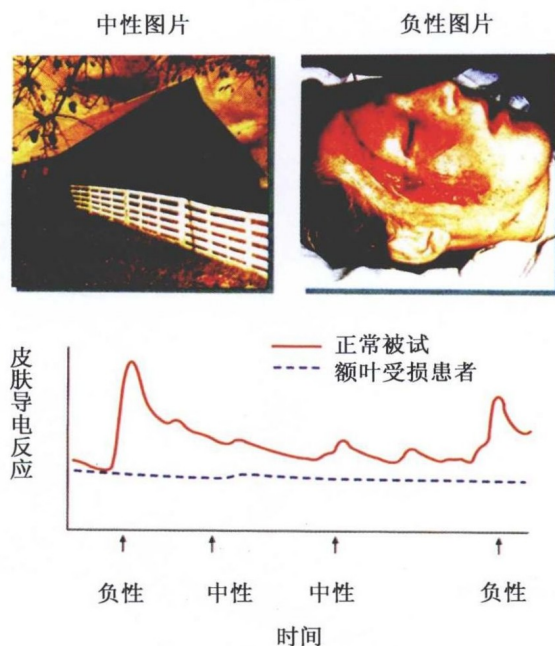 中性图片
负性图片
正常被试
额叶受损患者
皮肤导电反应
负性
中性
中性
负性
时间